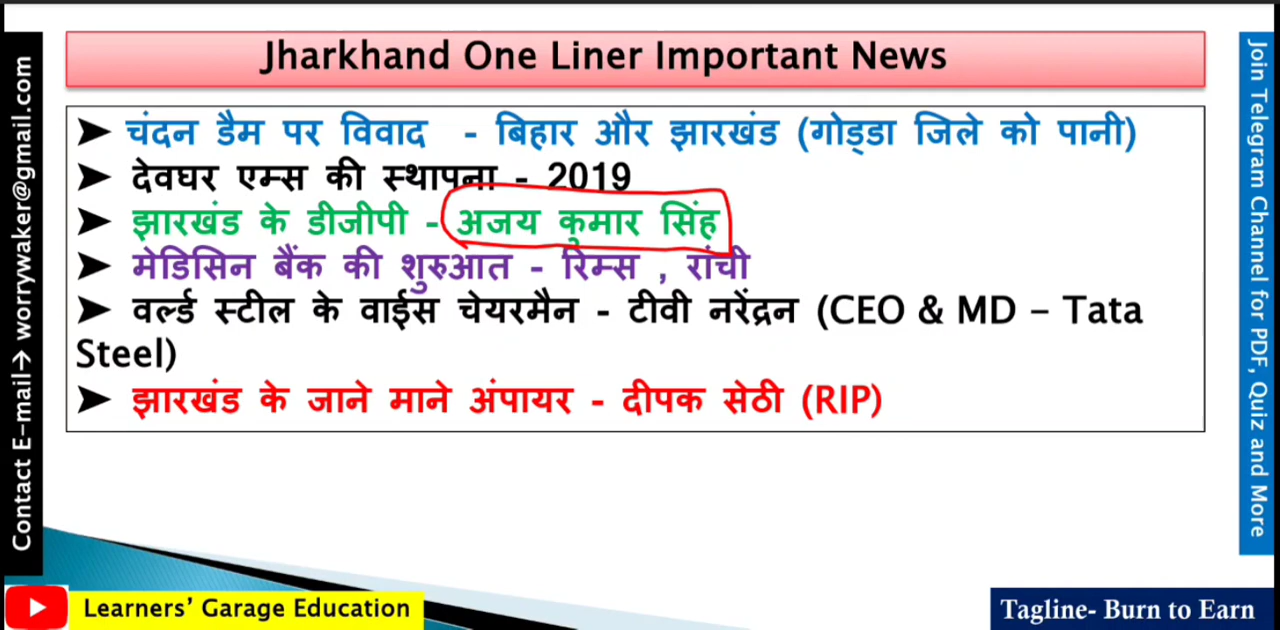 Jharkhand One Liner Important News
➤ चंदन डैम पर विवाद - बिहार और झारखंड (गोड्डा जिले को पानी)
➤ देवघर एम्स की स्थापना - 2019
➤ झारखंड के डीजीपी - अजय कुमार सिंह
➤ मेडिसिन बैंक की शुरुआत - रिम्स , रांची
➤ वर्ल्ड स्टील के वाईस चेयरमैन - टीवी नरेंद्रन (CEO & MD – Tata
Steel)
➤ झारखंड के जाने माने अंपायर - दीपक सेठी (RIP)
Contact E-mail→ worrywaker@gmail.com
Join Telegram Channel for PDF, Quiz and More
Learners’ Garage Education
Tagline- Burn to Earn